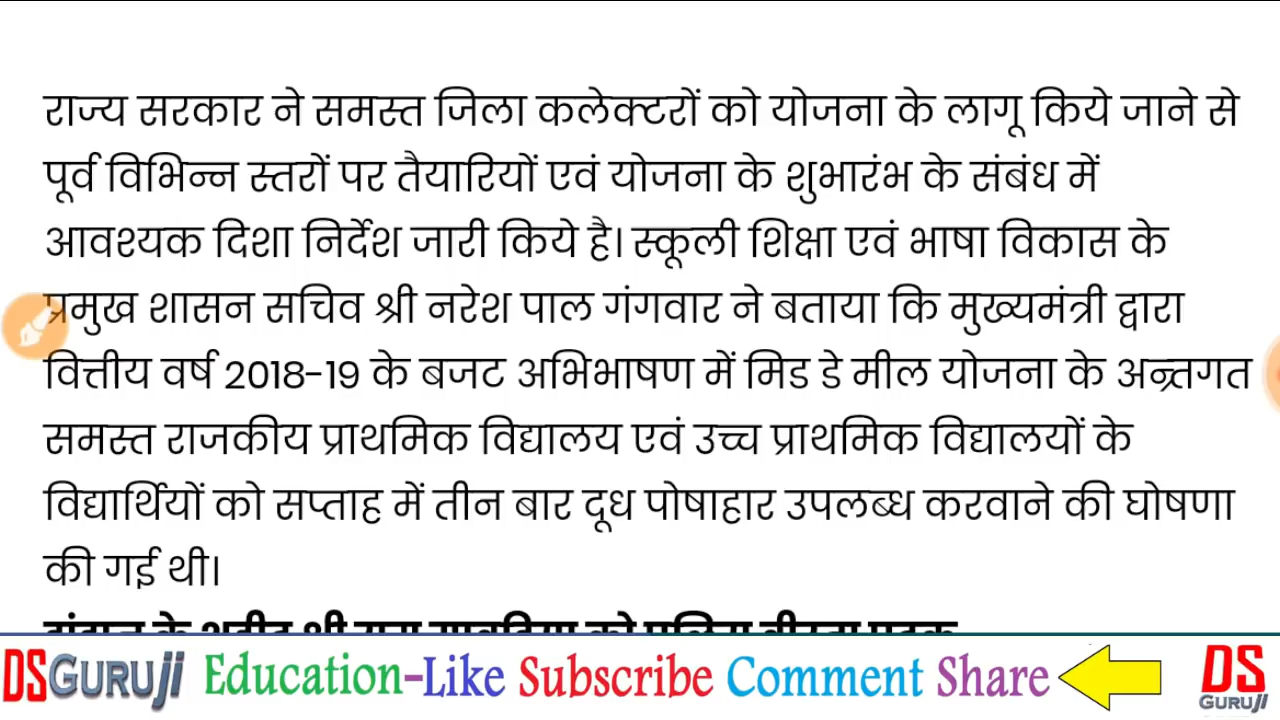 राज्य सरकार ने समस्त जिला कलेक्टरों को योजना के लागू किये जाने से
पूर्व विभिन्न स्तरों पर तैयारियों एवं योजना के शुभारंभ के संबंध में
आवश्यक दिशा निर्देश जारी किये है। स्कूली शिक्षा एवं भाषा विकास के
प्रमुख शासन सचिव श्री नरेश पाल गंगवार ने बताया कि मुख्यमंत्री द्वारा
वित्तीय वर्ष 2018-19 के बजट अभिभाषण में मिड डे मील योजना के अन्र्तगत
समस्त राजकीय प्राथमिक विद्यालय एवं उच्च प्राथमिक विद्यालयों के
विद्यार्थियों को सप्ताह में तीन बार दूध पोषाहार उपलब्ध करवाने की घोषणा
की गई थी।
DSGURUJI Education-Like Subscribe Comment Share DS
GURUJI